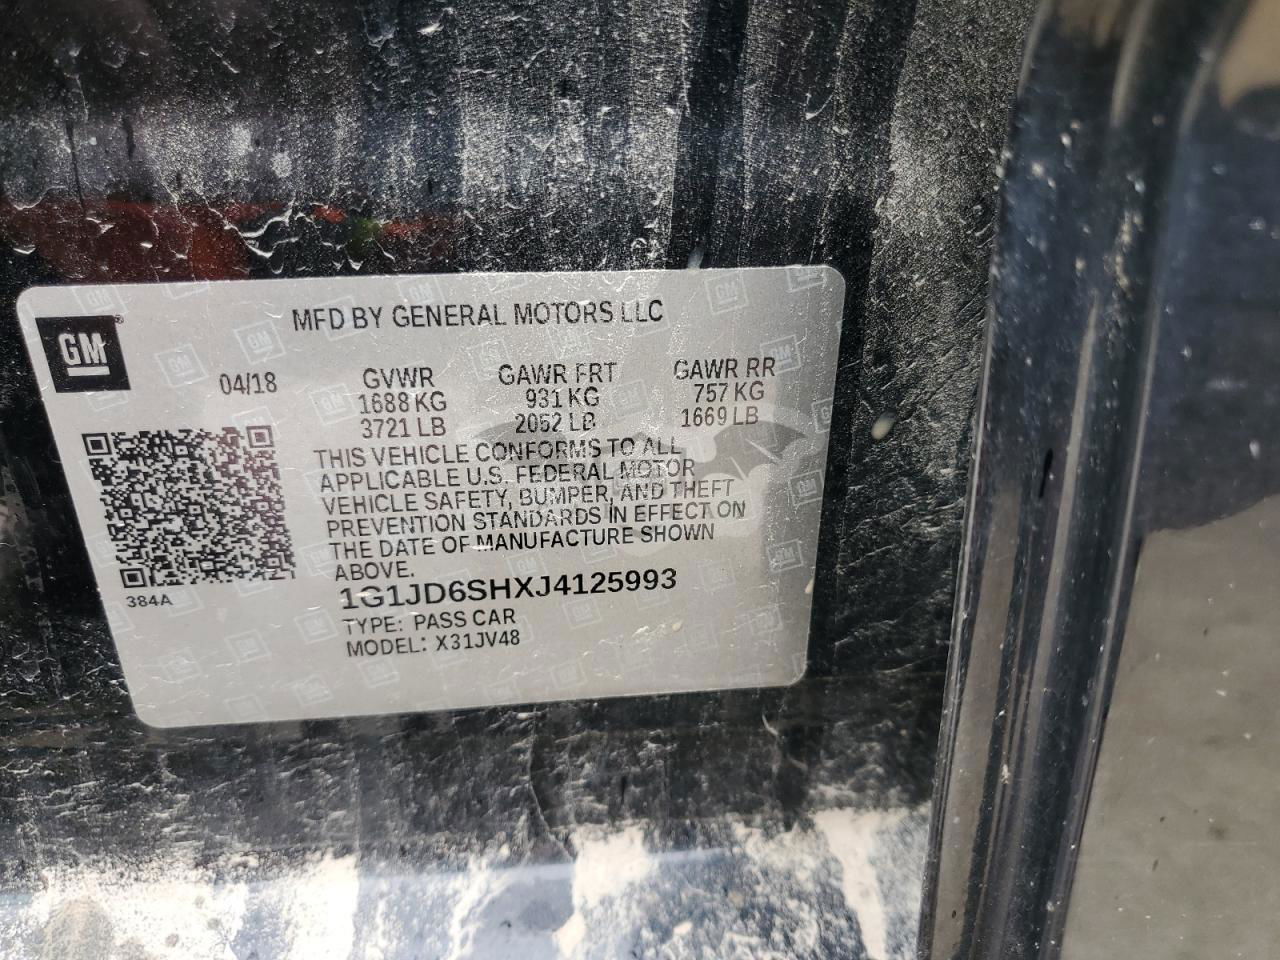 MFD BY GENERAL MOTORS LLC
GM
04/18
GVWR
1688 KG
3721 LB
GAWR FRT
931 KG
2052 LB
GAWR RR
757 KG
1669 LB
THIS VEHICLE CONFORMS TO ALL
APPLICABLE U.S. FEDERAL MOTOR
VEHICLE SAFETY, BUMPER, AND THEFT
PREVENTION STANDARDS IN EFFECT ON
THE DATE OF MANUFACTURE SHOWN
ABOVE.
384A
1G1JD6SHXJ4125993
TYPE: PASS CAR
MODEL: X31JV48